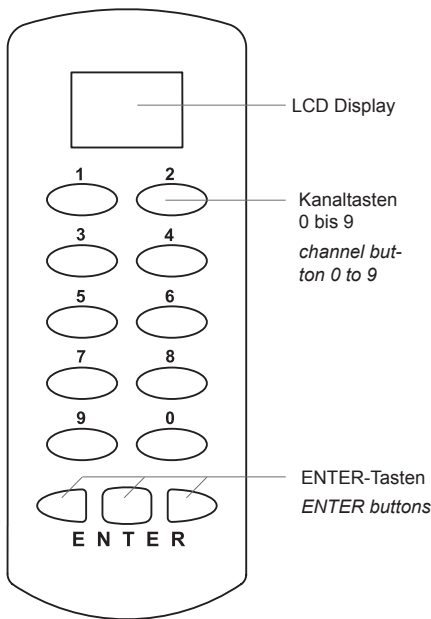 LCD Display
1 2
Kanaltasten
0 bis 9
channel but-
ton 0 to 9
3 4
5 6
7 8
9 0
ENTER-Tasten
ENTER buttons
E N T E R